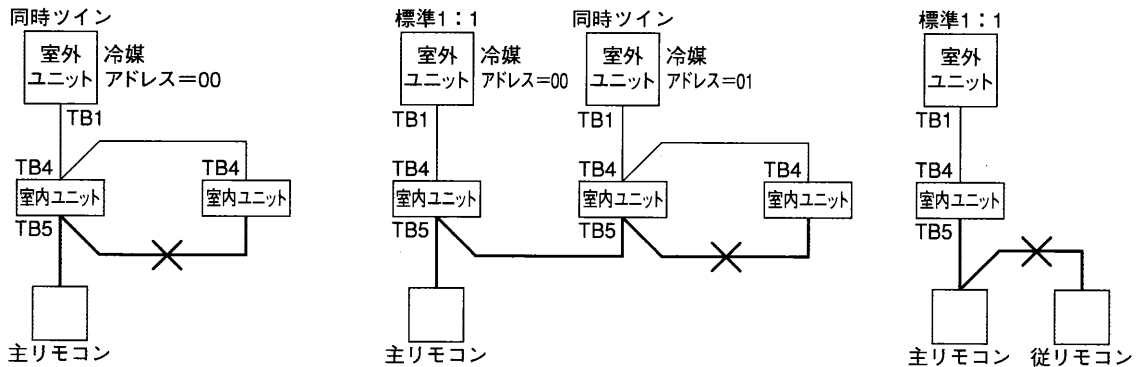 同時ツイン
室外
ユニット
冷媒
アドレス=00
TB1
TB4
TB4
室内ユニット
室内ユニット
TB5
主リモコン
標準1：1
同時ツイン
室外
ユニット
冷媒
アドレス=00
室外
ユニット
冷媒
アドレス=01
TB1
TB1
TB4
TB4
TB4
室内ユニット
室内ユニット
室内ユニット
TB5
TB5
主リモコン
標準1：1
室外
ユニット
TB1
TB4
室内ユニット
TB5
主リモコン
従リモコン